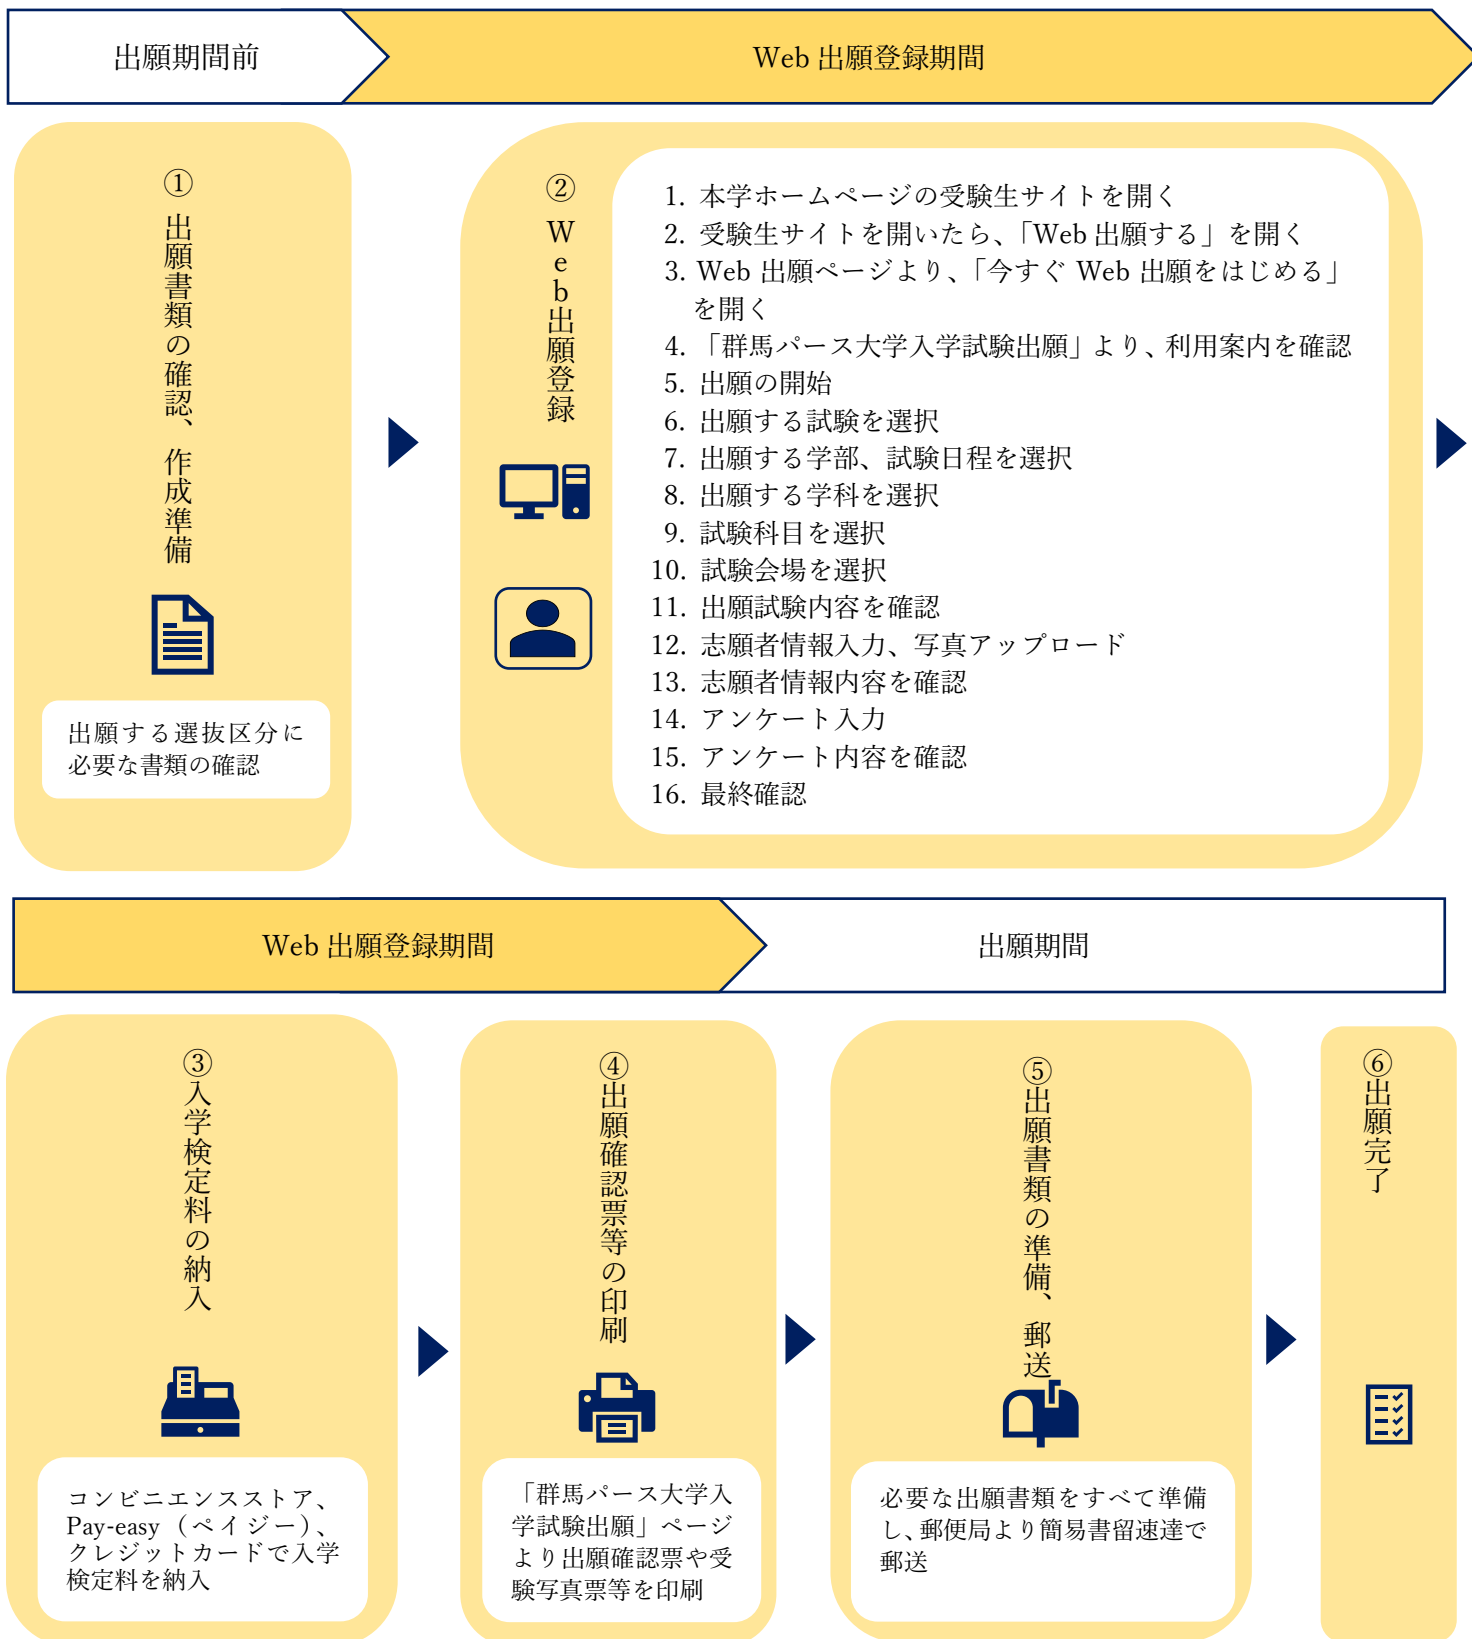 出願期間前
Web 出願登録期間
① 出願書類の確認、作成準備
出願する選抜区分に
必要な書類の確認
② Web出願登録
1. 本学ホームページの受験生サイトを開く
2. 受験生サイトを開いたら、「Web 出願する」を開く
3. Web 出願ページより、「今すぐ Web 出願をはじめる」
を開く
4. 「群馬パース大学入学試験出願」より、利用案内を確認
5. 出願の開始
6. 出願する試験を選択
7. 出願する学部、試験日程を選択
8. 出願する学科を選択
9. 試験科目を選択
10. 試験会場を選択
11. 出願試験内容を確認
12. 志願者情報入力、写真アップロード
13. 志願者情報内容を確認
14. アンケート入力
15. アンケート内容を確認
16. 最終確認
Web 出願登録期間
出願期間
③入学検定料の納入
コンビニエンスストア、
Pay-easy（ペイジー）、
クレジットカードで入学
検定料を納入
④出願確認票等の印刷
「群馬パース大学入
学試験出願」ページ
より出願確認票や受
験写真票等を印刷
⑤出願書類の準備、郵送
必要な出願書類をすべて準備
し、郵便局より簡易書留速達で
郵送
⑥出願完了